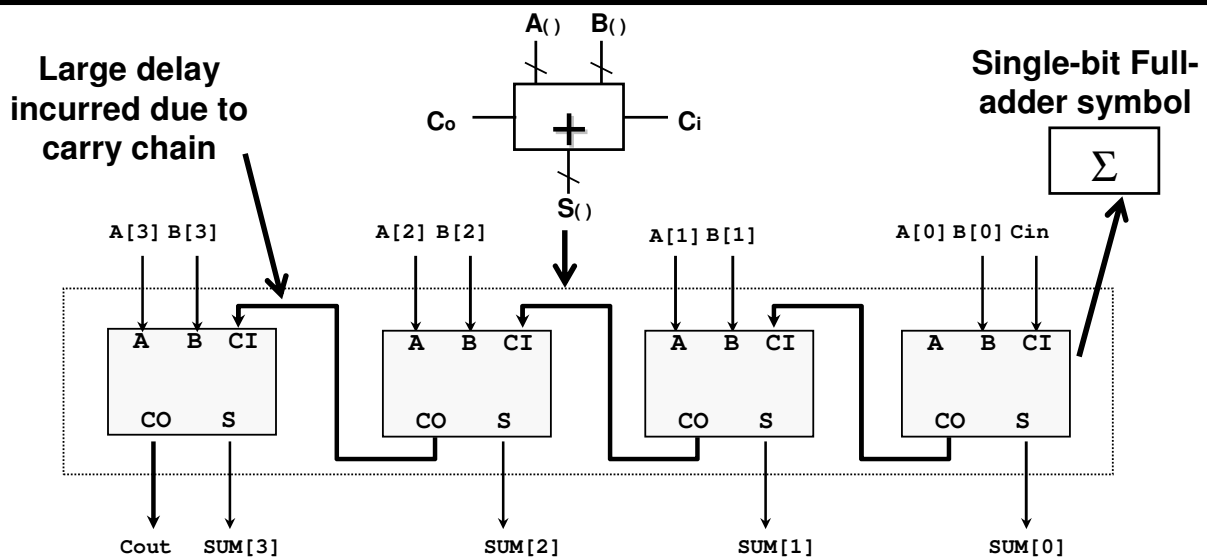 A() B()
Large delay
incurred due to
carry chain
Co + Ci
S()
Single-bit Full-
adder symbol
Σ
A[3] B[3] A[2] B[2] A[1] B[1] A[0] B[0] Cin
A B CI A B CI A B CI A B CI
CO S CO S CO S CO S
Cout SUM[3] SUM[2] SUM[1] SUM[0]